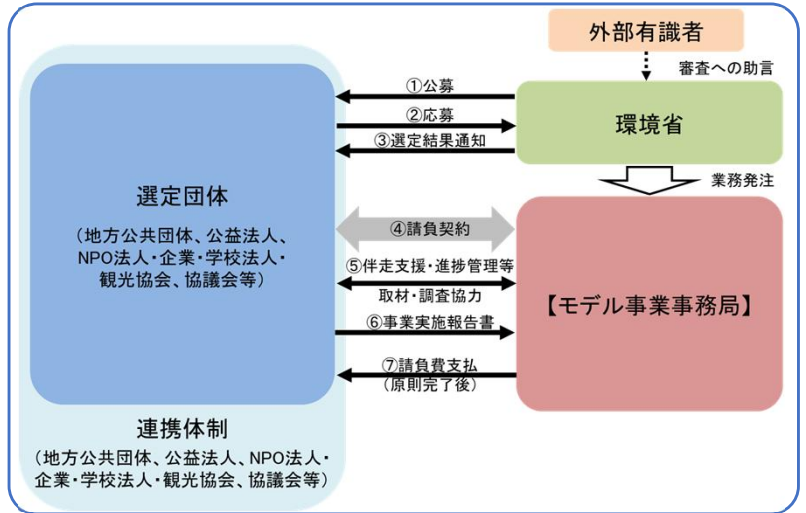 外部有識者
審査への助言
環境省
業務発注
①公募
②応募
③選定結果通知
選定団体
（地方公共団体、公益法人、
NPO法人・企業・学校法人・
観光協会、協議会等）
④請負契約
⑤伴走支援・進捗管理等
取材・調査協力
⑥事業実施報告書
⑦請負費支払
（原則完了後）
【モデル事業事務局】
連携体制
（地方公共団体、公益法人、NPO法人・
企業・学校法人・観光協会、協議会等）